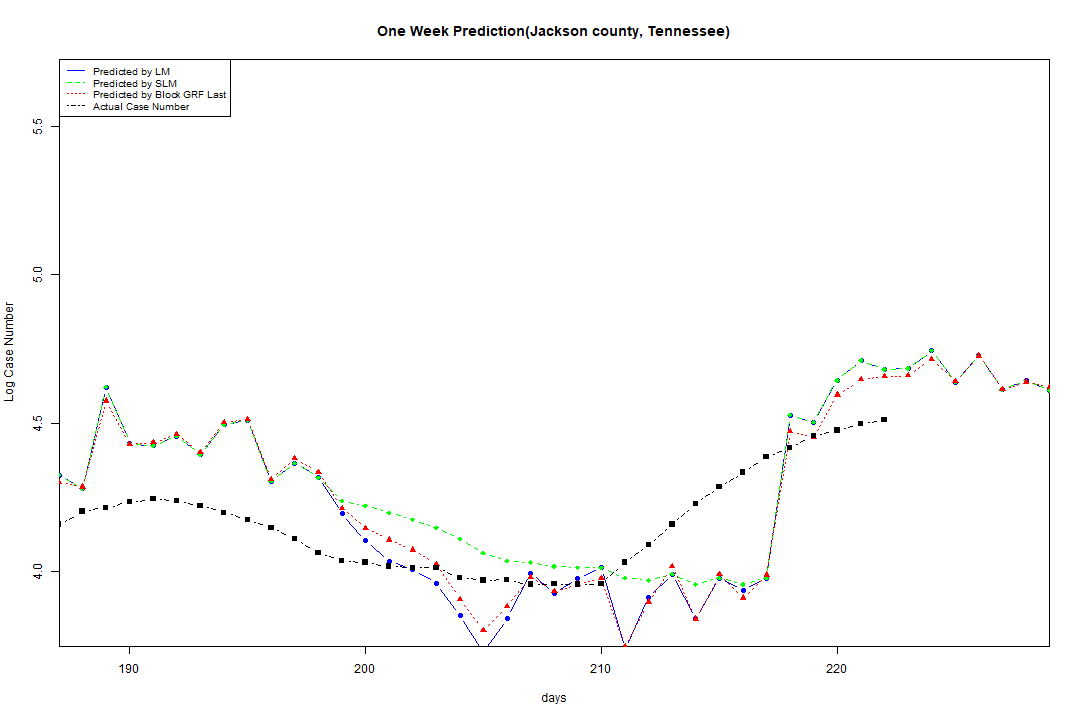 One Week Prediction(Jackson county, Tennessee)
Predicted by LM
Predicted by SLM
Predicted by Block GRF Last
Actual Case Number
5.5
5.0
4.5
4.0
Log Case Number
190 200 210 220
days